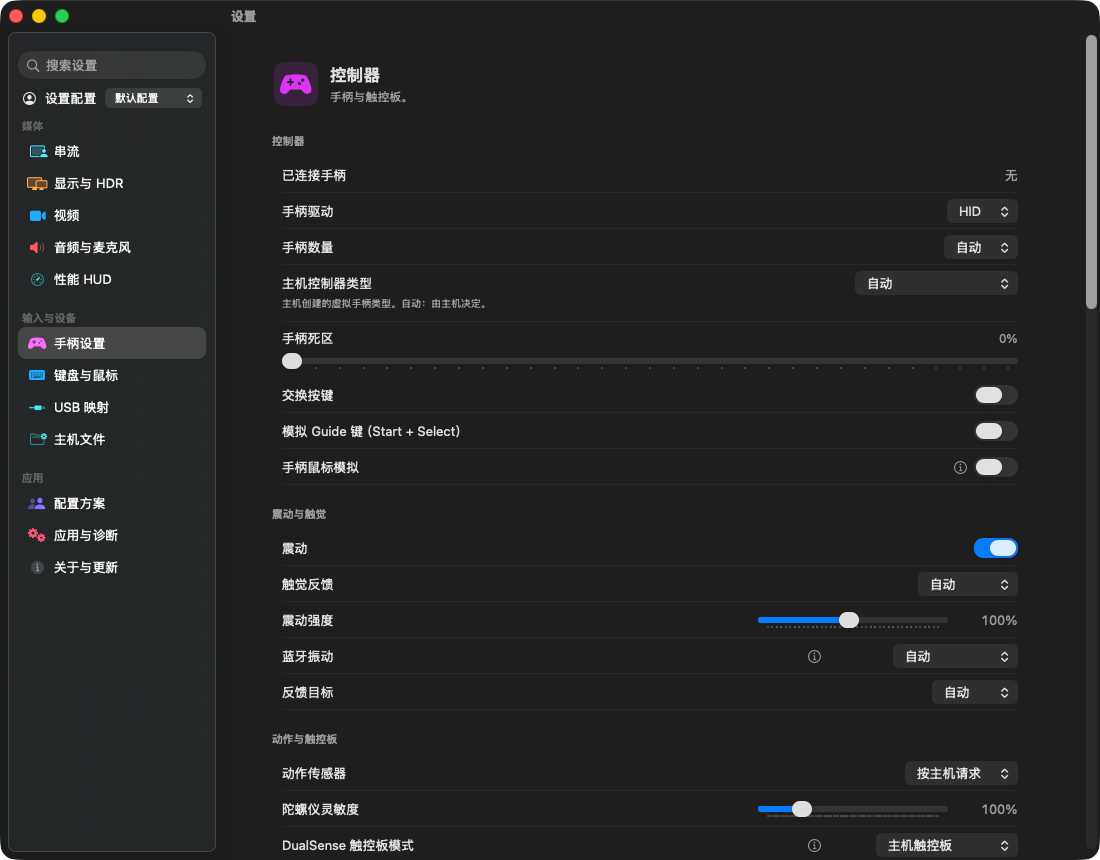 设置
搜索设置
设置配置 默认配置
媒体
串流
显示与 HDR
视频
音频与麦克风
性能 HUD
输入与设备
手柄设置
键盘与鼠标
USB 映射
主机文件
应用
配置方案
应用与诊断
关于与更新
控制器
手柄与触控板。
控制器
已连接手柄 无
手柄驱动 HID
手柄数量 自动
主机控制器类型 自动
主机创建的虚拟手柄类型。自动：由主机决定。
手柄死区 0%
交换按键
模拟 Guide 键 (Start + Select)
手柄鼠标模拟
震动与触觉
震动
触觉反馈 自动
震动强度 100%
蓝牙振动 自动
反馈目标 自动
动作与触控板
动作传感器 按主机请求
陀螺仪灵敏度 100%
DualSense 触控板模式 主机触控板